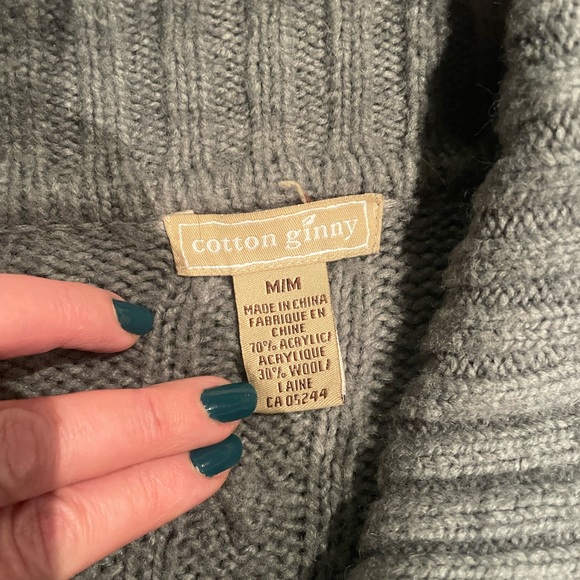 cotton ginny
M/M
MADE IN CHINA
FABRIQUE EN
CHINE
70% ACRYLIC/
ACRYLIQUE
30% WOOL/
LAINE
CA 05244